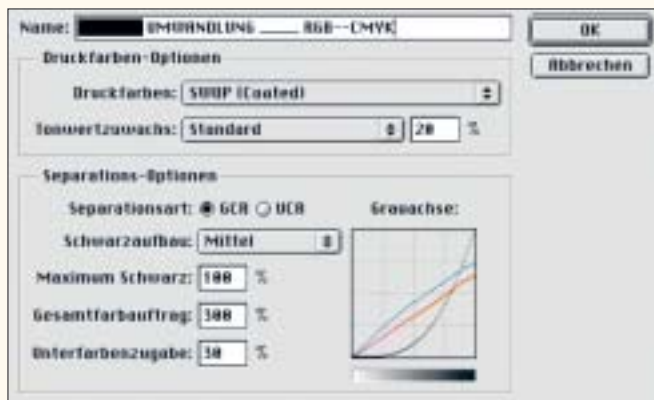 Name: UMWANDLUNG ____ RGB--CMYK
OK
Abbrechen
Druckfarben-Optionen
Druckfarben: SWOP (Coated)
Tonwertzuwachs: Standard 20 %
Separations-Optionen
Separationsart: GCR UCR
Grauachse:
Schwarzaufbau: Mittel
Maximum Schwarz: 100 %
Gesamtfarbauftrag: 300 %
Unterfarbenzugabe: 30 %